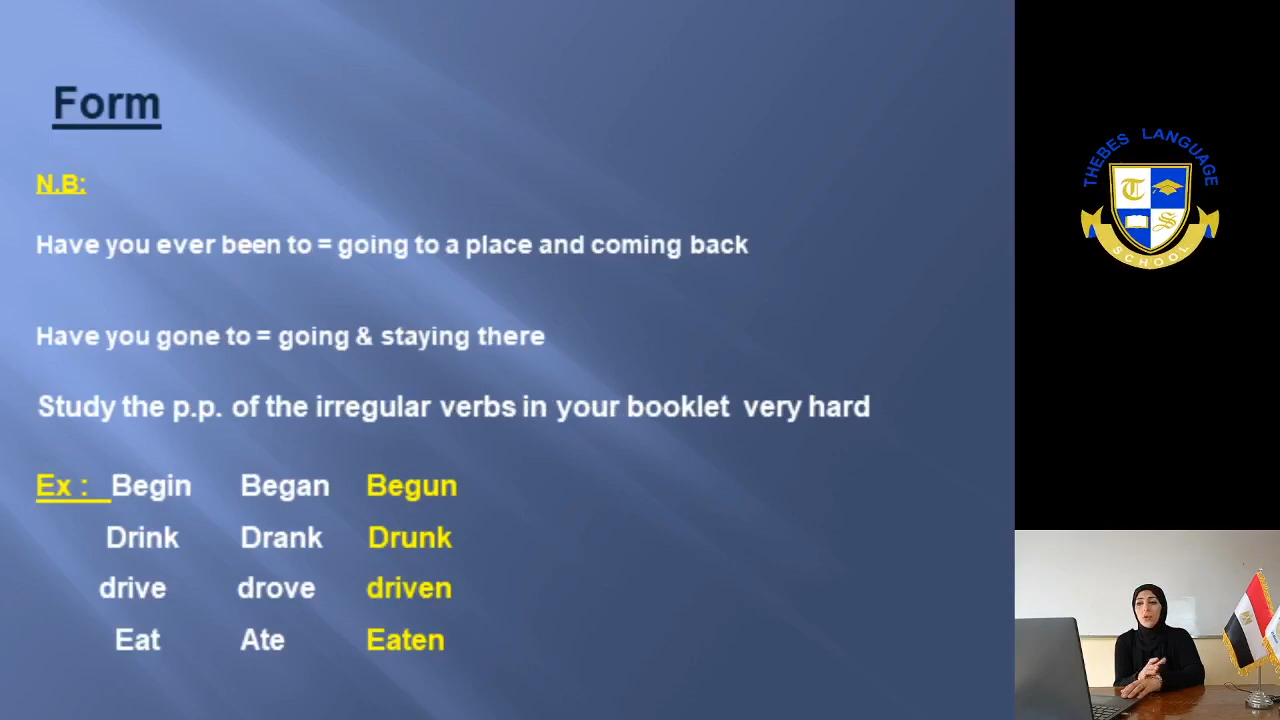 Form
N.B:
Have you ever been to = going to a place and coming back
Have you gone to = going & staying there
Study the p.p. of the irregular verbs in your booklet very hard
Ex : Begin Began Begun
Drink Drank Drunk
drive drove driven
Eat Ate Eaten
THEBES LANGUAGE
T
S
SCHOOL